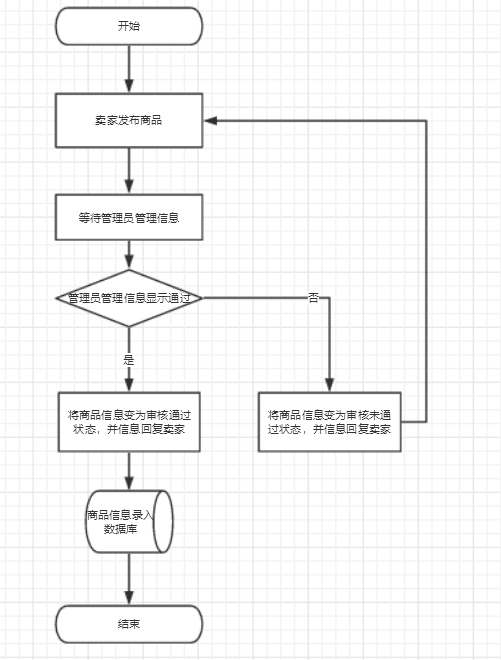 开始
卖家发布商品
等待管理员管理信息
管理员管理信息显示通过
否
是
将商品信息变为审核通过
状态，并信息回复卖家
将商品信息变为审核未通
过状态，并信息回复卖家
商品信息录入
数据库
结束